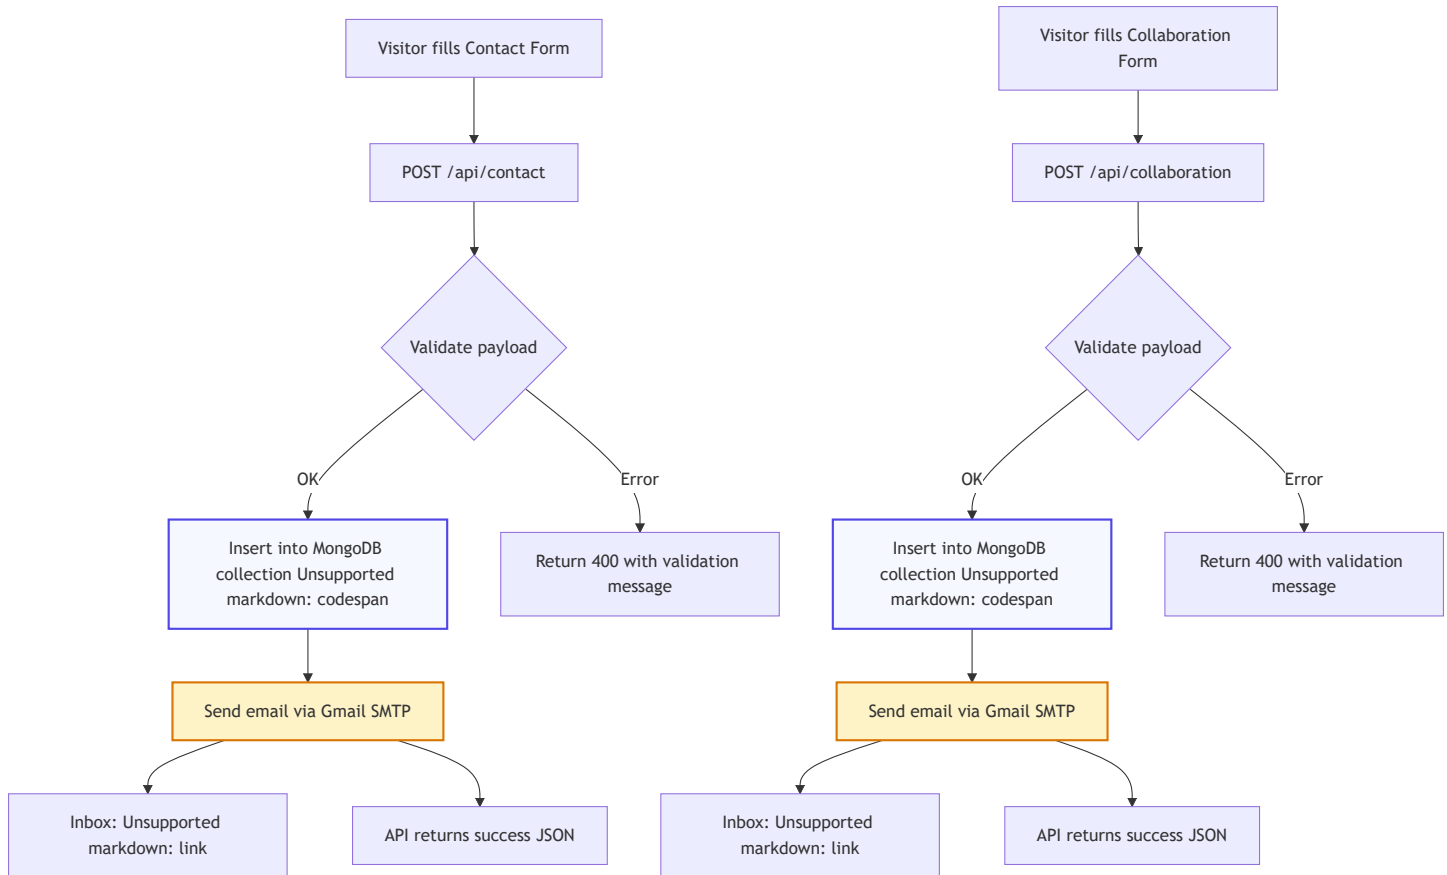 Visitor fills Contact Form
POST /api/contact
Validate payload
OK
Error
Insert into MongoDB
collection Unsupported
markdown: codespan
Return 400 with validation
message
Send email via Gmail SMTP
Inbox: Unsupported
markdown: link
API returns success JSON
Visitor fills Collaboration
Form
POST /api/collaboration
Validate payload
OK
Error
Insert into MongoDB
collection Unsupported
markdown: codespan
Return 400 with validation
message
Send email via Gmail SMTP
Inbox: Unsupported
markdown: link
API returns success JSON